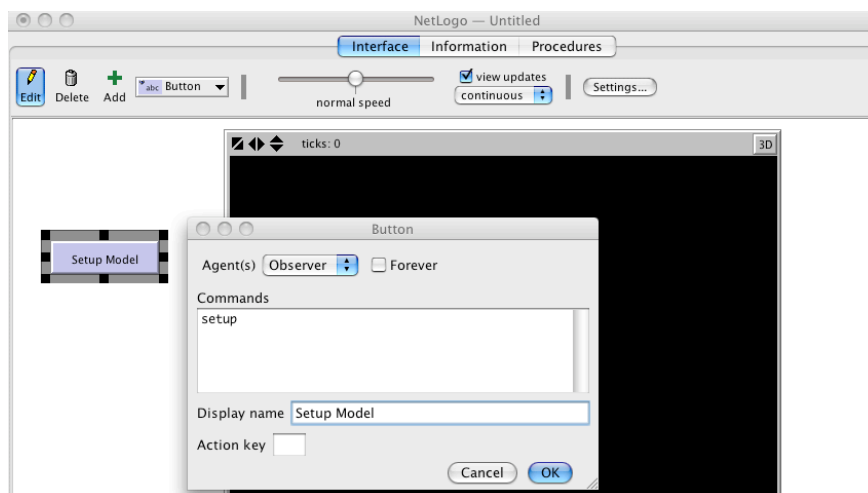 NetLogo — Untitled
Interface Information Procedures
Edit Delete Add abc Button normal speed view updates continuous Settings...
ticks: 0 3D
Setup Model
Button
Agent(s) Observer Forever
Commands
setup
Display name Setup Model
Action key
Cancel OK